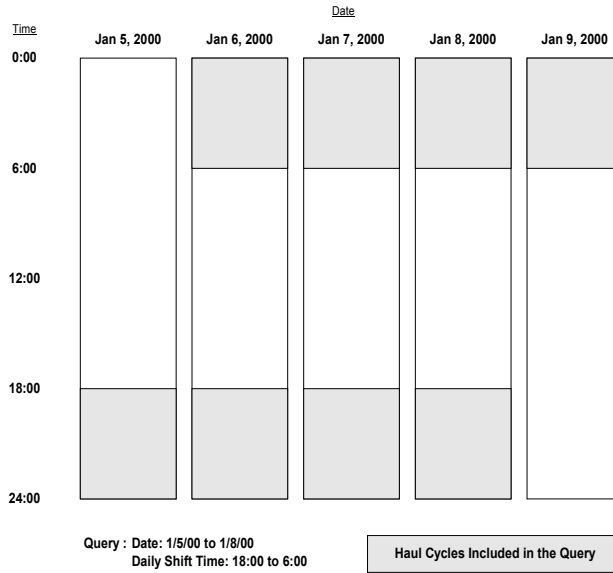 Date
Time
Jan 5, 2000 Jan 6, 2000 Jan 7, 2000 Jan 8, 2000 Jan 9, 2000
0:00
6:00
12:00
18:00
24:00
Query : Date: 1/5/00 to 1/8/00
Daily Shift Time: 18:00 to 6:00
Haul Cycles Included in the Query